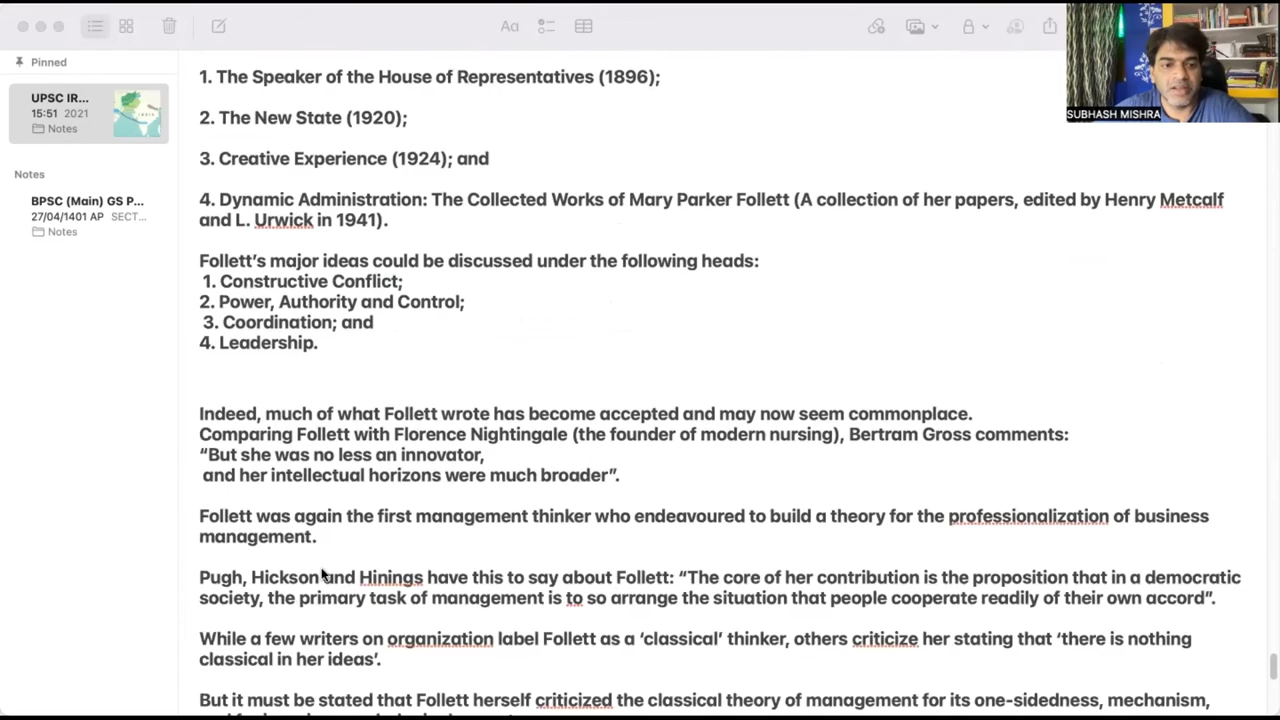 Aa
Pinned
UPSC IR...
15:51 2021
Notes
Notes
BPSC (Main) GS P...
27/04/1401 AP SECT...
Notes
1. The Speaker of the House of Representatives (1896);
2. The New State (1920);
3. Creative Experience (1924); and
4. Dynamic Administration: The Collected Works of Mary Parker Follett (A collection of her papers, edited by Henry Metcalf
and L. Urwick in 1941).
Follett’s major ideas could be discussed under the following heads:
1. Constructive Conflict;
2. Power, Authority and Control;
3. Coordination; and
4. Leadership.
Indeed, much of what Follett wrote has become accepted and may now seem commonplace.
Comparing Follett with Florence Nightingale (the founder of modern nursing), Bertram Gross comments:
“But she was no less an innovator,
and her intellectual horizons were much broader”.
Follett was again the first management thinker who endeavoured to build a theory for the professionalization of business
management.
Pugh, Hickson and Hinings have this to say about Follett: “The core of her contribution is the proposition that in a democratic
society, the primary task of management is to so arrange the situation that people cooperate readily of their own accord”.
While a few writers on organization label Follett as a ‘classical’ thinker, others criticize her stating that ‘there is nothing
classical in her ideas’.
But it must be stated that Follett herself criticized the classical theory of management for its one-sidedness, mechanism,
SUBHASH MISHRA